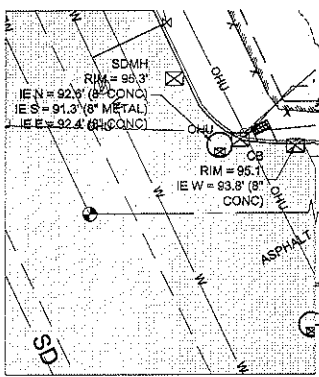 SDMH
RIM = 95.3'
IE N = 92.6' (8" CONC)
IE S = 91.3' (8" METAL)
IE E = 92.4' (8" CONC)
OHU
CB
RIM = 95.1'
IE W = 93.8' (8"
CONC)
OHU
OHU
ASPHALT
W
W
W
W
W
W
SD